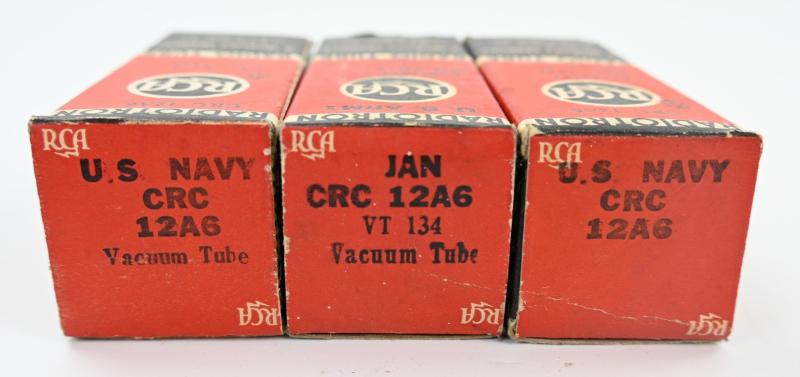 RCA
RADIOTRON
RCA
U.S. NAVY
CRC
12A6
Vacuum Tube
RCA
RCA
U.S. ARMY
RADIOTRON
RCA
JAN
CRC 12A6
VT 134
Vacuum Tube
RCA
RCA
RADIOTRON
RCA
U.S. NAVY
CRC
12A6
RCA